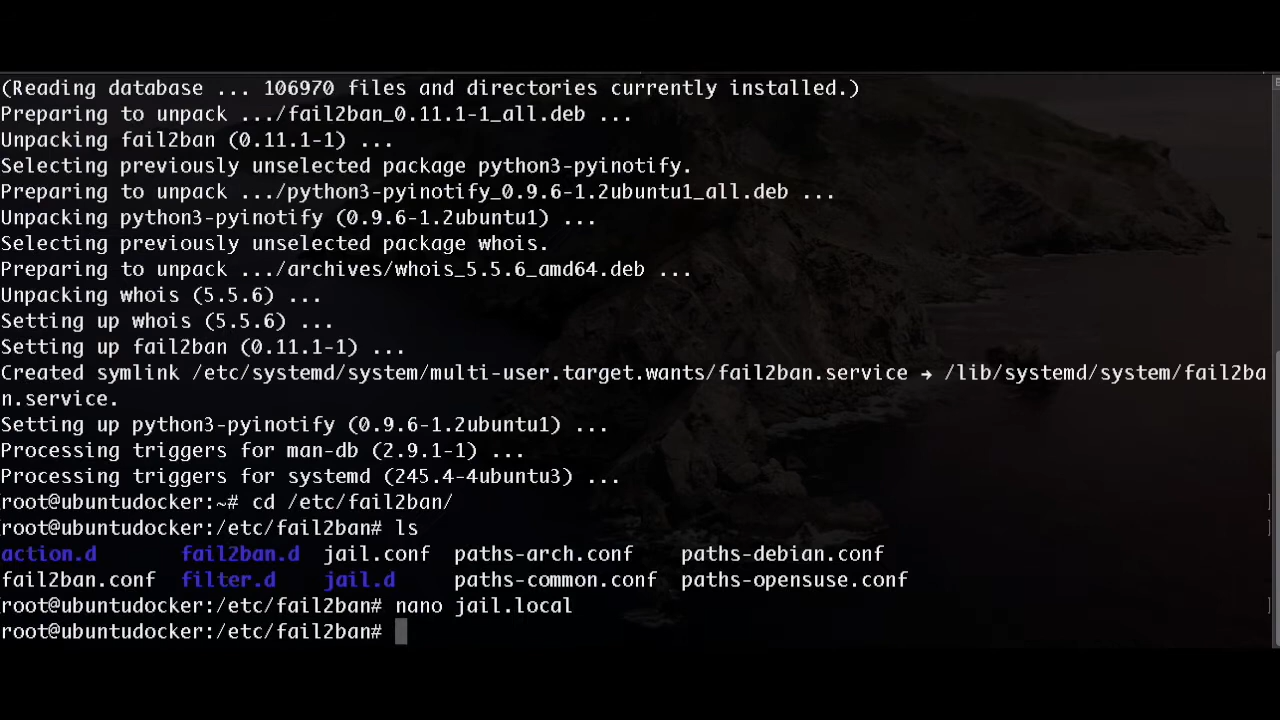 (Reading database ... 106970 files and directories currently installed.)
Preparing to unpack .../fail2ban_0.11.1-1_all.deb ...
Unpacking fail2ban (0.11.1-1) ...
Selecting previously unselected package python3-pyinotify.
Preparing to unpack .../python3-pyinotify_0.9.6-1.2ubuntu1_all.deb ...
Unpacking python3-pyinotify (0.9.6-1.2ubuntu1) ...
Selecting previously unselected package whois.
Preparing to unpack .../archives/whois_5.5.6_amd64.deb ...
Unpacking whois (5.5.6) ...
Setting up whois (5.5.6) ...
Setting up fail2ban (0.11.1-1) ...
Created symlink /etc/systemd/system/multi-user.target.wants/fail2ban.service → /lib/systemd/system/fail2ba
n.service.
Setting up python3-pyinotify (0.9.6-1.2ubuntu1) ...
Processing triggers for man-db (2.9.1-1) ...
Processing triggers for systemd (245.4-4ubuntu3) ...
[root@ubuntudocker:~# cd /etc/fail2ban/ ]
[root@ubuntudocker:/etc/fail2ban# ls ]
action.d fail2ban.d jail.conf paths-arch.conf paths-debian.conf
fail2ban.conf filter.d jail.d paths-common.conf paths-opensuse.conf
[root@ubuntudocker:/etc/fail2ban# nano jail.local ]
root@ubuntudocker:/etc/fail2ban#